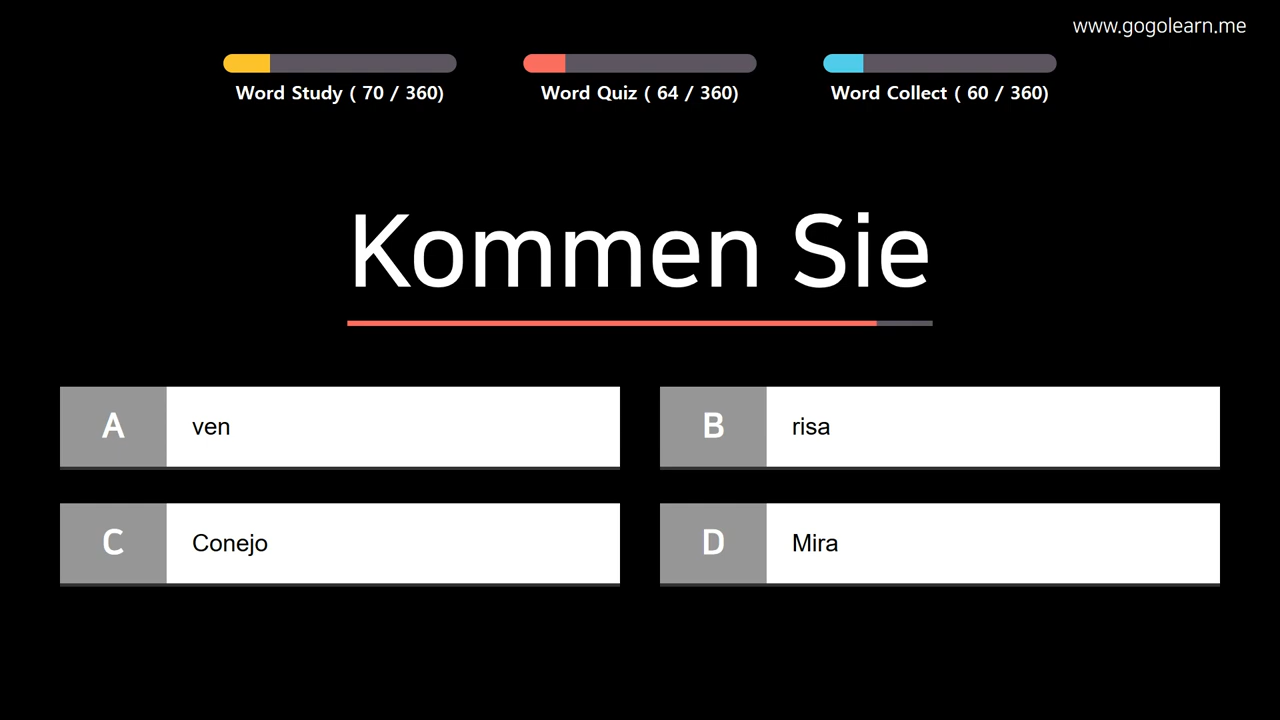 www.gogolearn.me
Word Study ( 70 / 360)
Word Quiz ( 64 / 360)
Word Collect ( 60 / 360)
Kommen Sie
A ven
B risa
C Conejo
D Mira